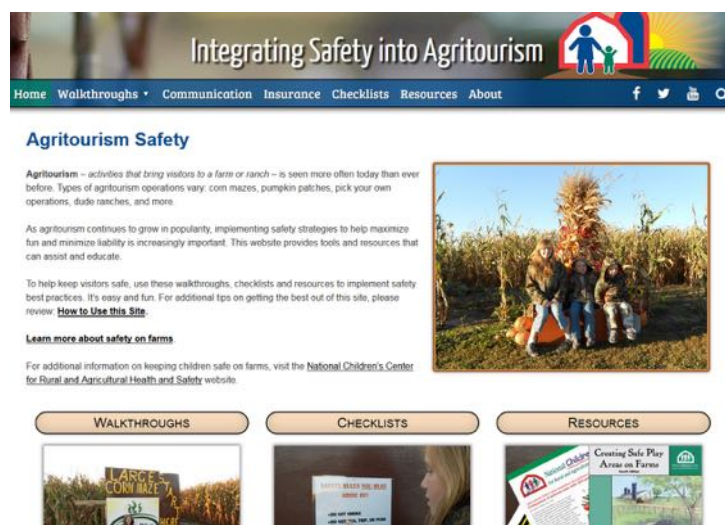 Integrating Safety into Agritourism
Home Walkthroughs Communication Insurance Checklists Resources About
Agritourism Safety
Agritourism – activities that bring visitors to a farm or ranch – is seen more often today than ever
before. Types of agritourism operations vary: corn mazes, pumpkin patches, pick your own
operations, dude ranches, and more.
As agritourism continues to grow in popularity, implementing safety strategies to help maximize
fun and minimize liability is increasingly important. This website provides tools and resources that
can assist and educate.
To help keep visitors safe, use these walkthroughs, checklists and resources to implement safety
best practices. It's easy and fun. For additional tips on getting the best out of this site, please
review: How to Use this Site.
Learn more about safety on farms.
For additional information on keeping children safe on farms, visit the National Children's Center
for Rural and Agricultural Health and Safety website.
WALKTHROUGHS
CHECKLISTS
RESOURCES
LARGE
CORN MAZE
SAFETY RULES YOU MUST
National Children's
Creating Safe Play
Areas on Farms